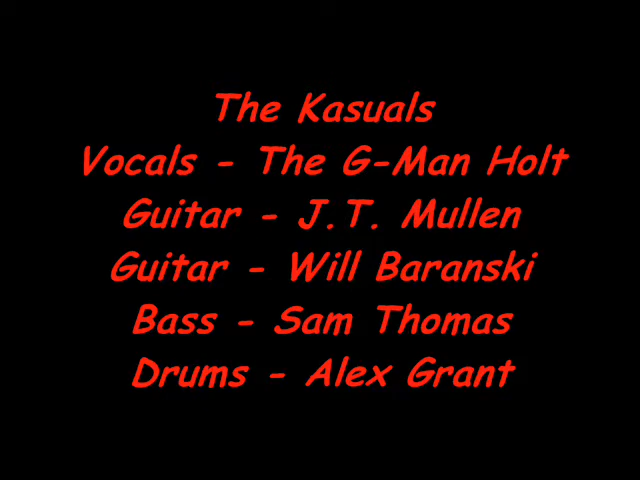 The Kasuals
Vocals - The G-Man Holt
Guitar - J.T. Mullen
Guitar - Will Baranski
Bass - Sam Thomas
Drums - Alex Grant